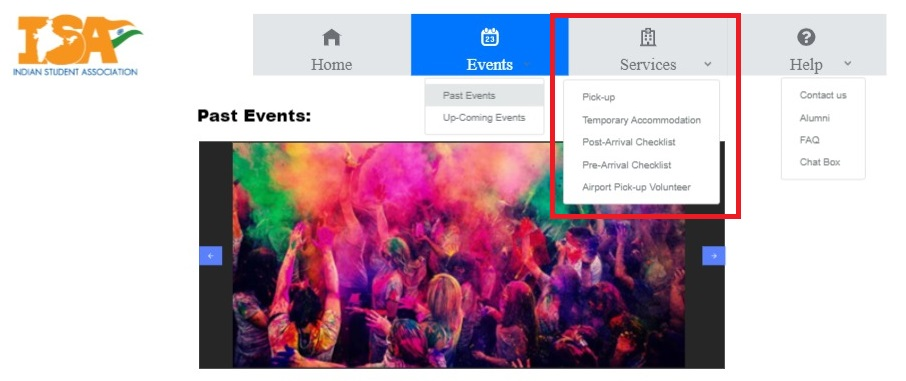 ISA
INDIAN STUDENT ASSOCIATION
23
Home
Events
Services
Help
Past Events
Up-Coming Events
Pick-up
Temporary Accommodation
Post-Arrival Checklist
Pre-Arrival Checklist
Airport Pick-up Volunteer
Contact us
Alumni
FAQ
Chat Box
Past Events: